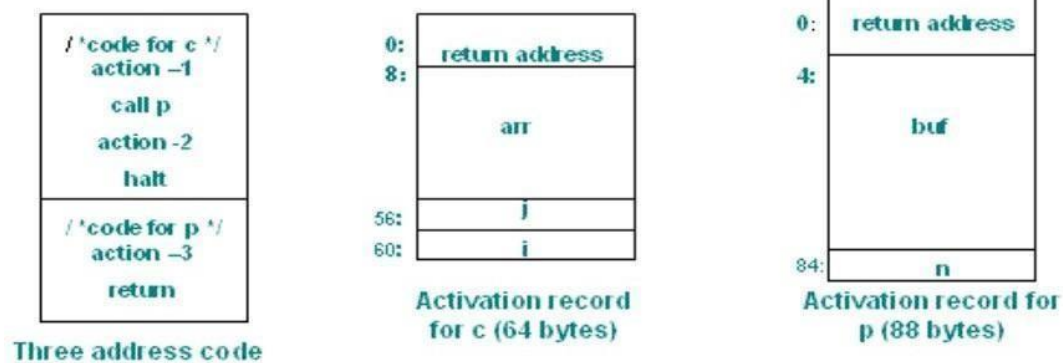 / *code for c */
action –1
call p
action -2
halt
/ *code for p */
action –3
return
Three address code
0:
return address
8:
arr
56:
j
60:
i
Activation record
for c (64 bytes)
0:
return address
4:
buf
84:
n
Activation record for
p (88 bytes)